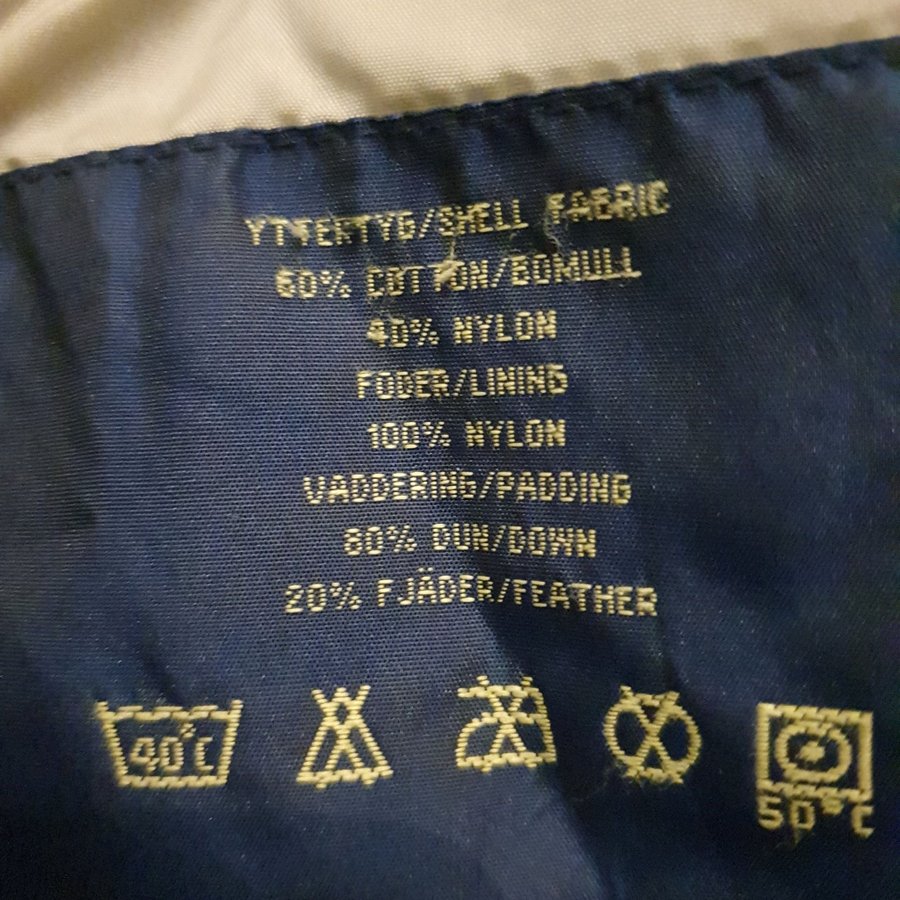 YTTERTYG/SHELL FABRIC
60% COTTON/BOMULL
40% NYLON
FODER/LINING
100% NYLON
VADDERING/PADDING
80% DUN/DOWN
20% FJÄDER/FEATHER
40°C
50°C